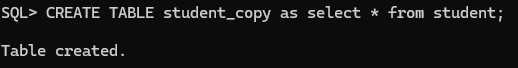 SQL> CREATE TABLE student_copy as select * from student;
Table created.